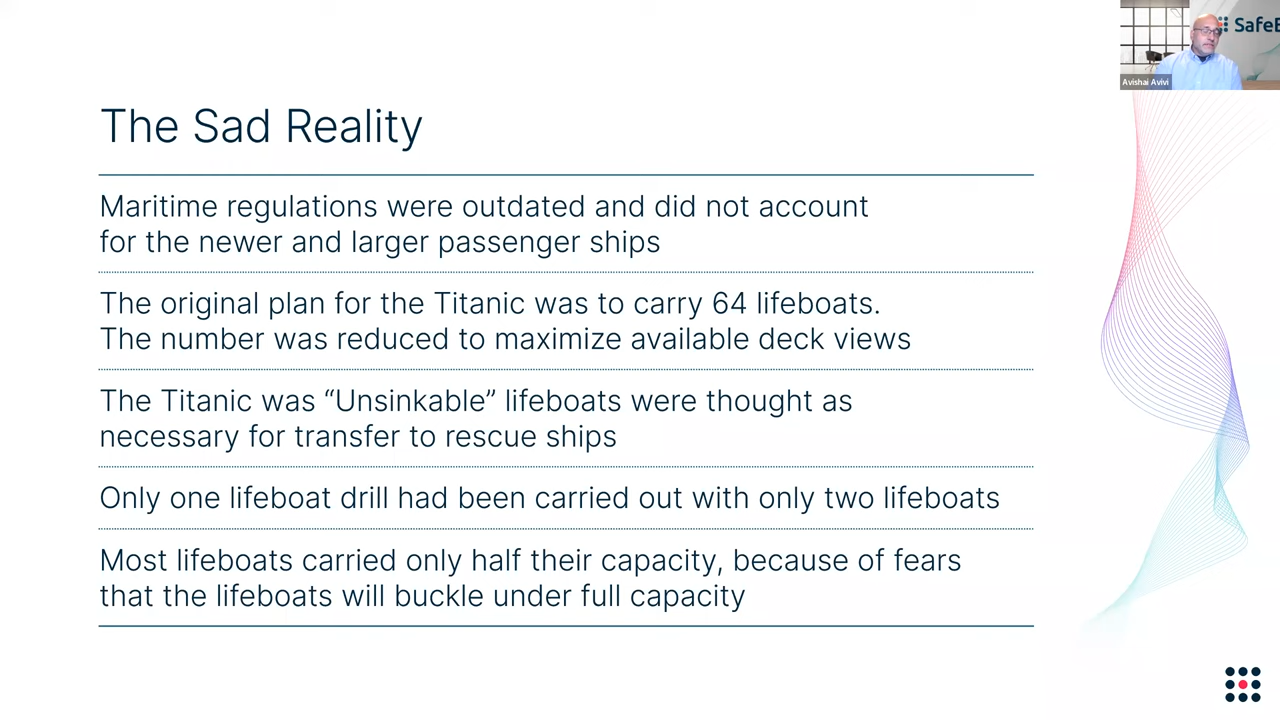 SafeB
Avishai Avivi
The Sad Reality
Maritime regulations were outdated and did not account
for the newer and larger passenger ships
The original plan for the Titanic was to carry 64 lifeboats.
The number was reduced to maximize available deck views
The Titanic was “Unsinkable” lifeboats were thought as
necessary for transfer to rescue ships
Only one lifeboat drill had been carried out with only two lifeboats
Most lifeboats carried only half their capacity, because of fears
that the lifeboats will buckle under full capacity